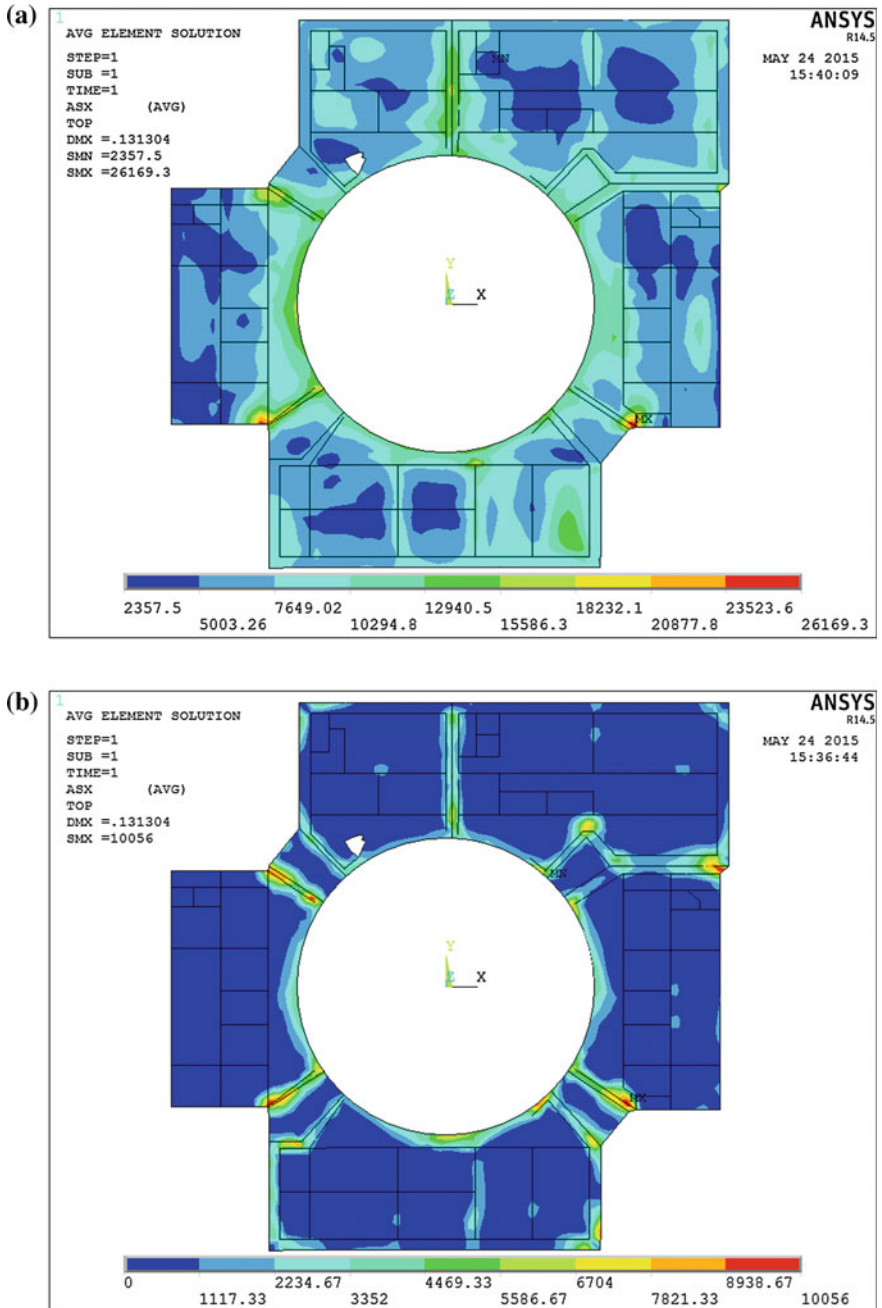 (a)
1
AVG ELEMENT SOLUTION
ANSYS
R14.5
STEP=1
SUB =1
TIME=1
ASX (AVG)
TOP
DMX =.131304
SMN =2357.5
SMX =26169.3
MAY 24 2015
15:40:09
MN
Y
Z X
MX
2357.5 7649.02 12940.5 18232.1 23523.6
5003.26 10294.8 15586.3 20877.8 26169.3
(b)
1
AVG ELEMENT SOLUTION
ANSYS
R14.5
STEP=1
SUB =1
TIME=1
ASX (AVG)
TOP
DMX =.131304
SMX =10056
MAY 24 2015
15:36:44
MN
Y
Z X
MX
0 2234.67 4469.33 6704 8938.67
1117.33 3352 5586.67 7821.33 10056